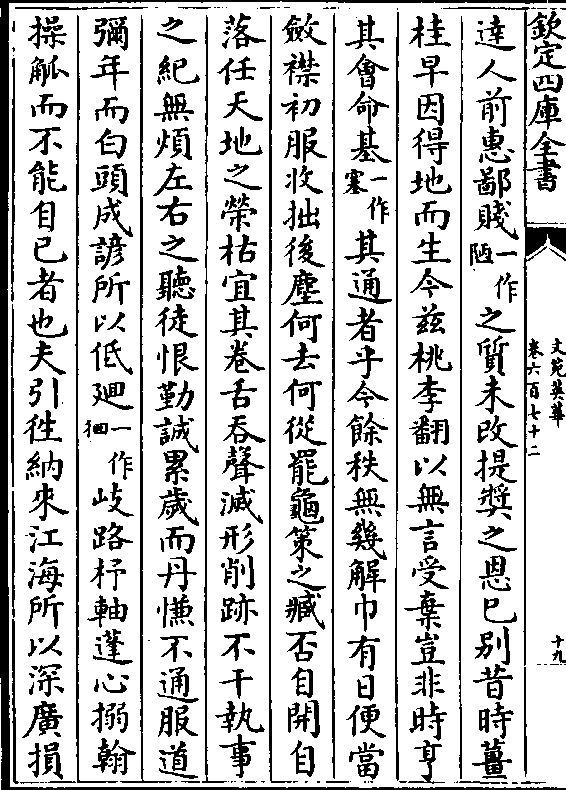 欽定四庫全書
文苑英華
卷六百七十二
十九
達人前惠鄙賤一作陋之質未改提奬之恩已别昔時薑
桂早因得地而生今兹桃李翻以無言受棄豈非時亨
其會命基一作塞其通者乎今餘秩無幾解巾有日便當
斂襟初服收拙後塵何去何從罷龜策之臧否自開自
落任天地之榮枯宜其卷舌吞聲滅形削跡不干執事
之紀無煩左右之聽徒恨勤誠累歲而丹慊不通服道
彌年而白頭成諺所以低廻一作徊岐路杼軸蓬心搦翰
操觚而不能自已者也夫引徃納來江海所以深廣損